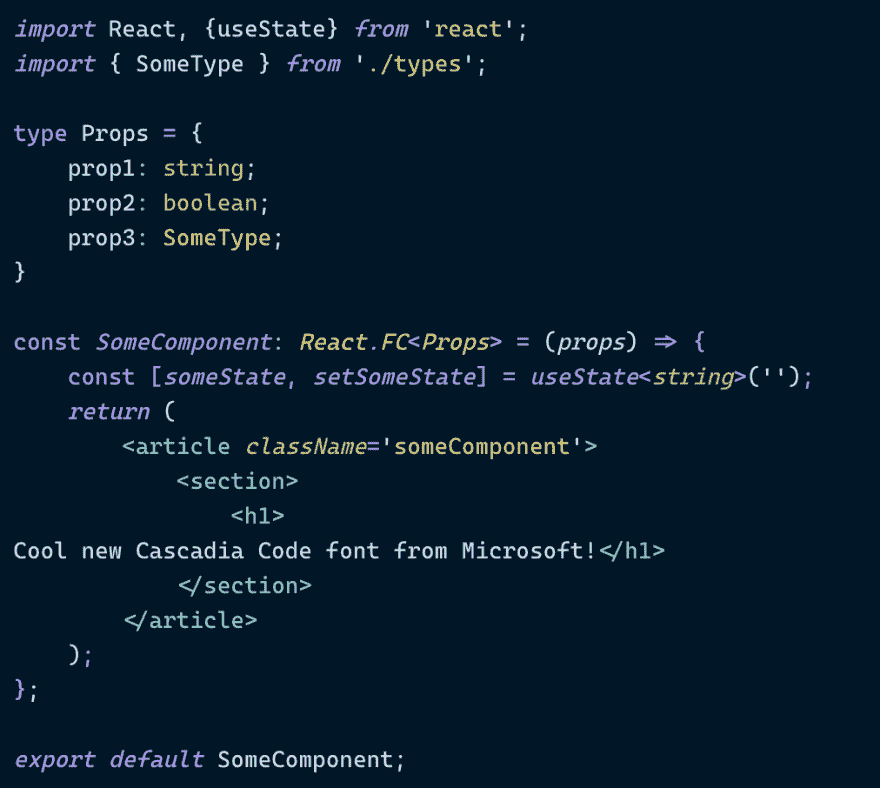 import React, {useState} from 'react';
import { SomeType } from './types';

type Props = {
    prop1: string;
    prop2: boolean;
    prop3: SomeType;
}

const SomeComponent: React.FC<Props> = (props) => {
    const [someState, setSomeState] = useState<string>('');
    return (
        <article className='someComponent'>
            <section>
                <h1>
Cool new Cascadia Code font from Microsoft!</h1>
            </section>
        </article>
    );
};

export default SomeComponent;